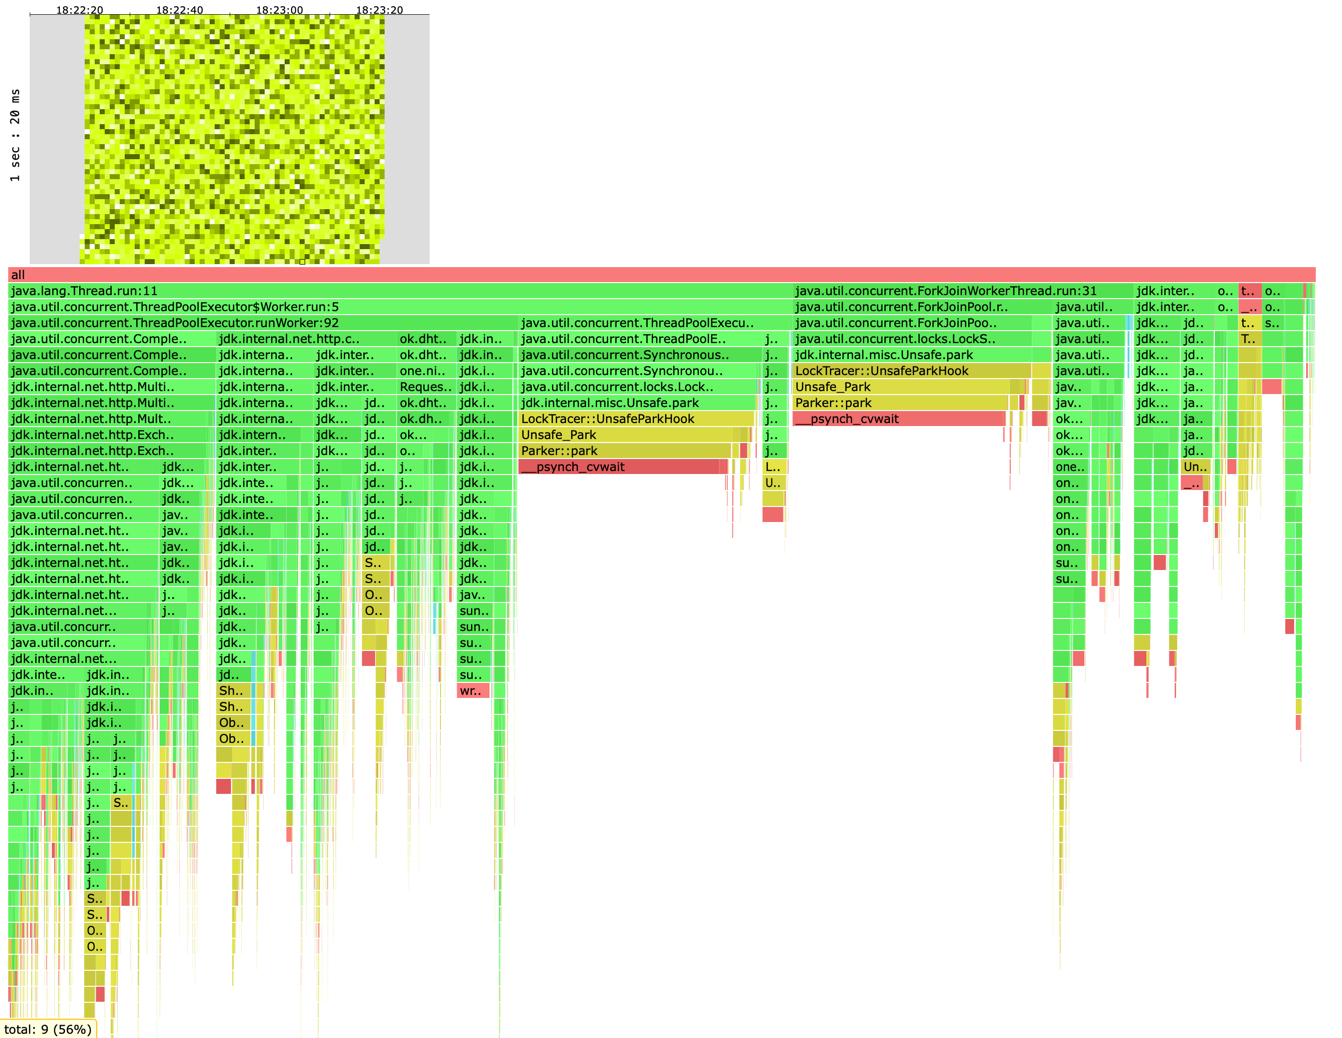 18:22:20 18:22:40 18:23:00 18:23:20
1 sec : 20 ms
all
java.lang.Thread.run:11 java.util.concurrent.ForkJoinWorkerThread.run:31 jdk.inter.. o.. t.. o..
java.util.concurrent.ThreadPoolExecutor$Worker.run:5 java.util.concurrent.ForkJoinPool.r.. java.util.. jdk.inter.. o.. _.. o..
java.util.concurrent.ThreadPoolExecutor.runWorker:92 java.util.concurrent.ThreadPoolExecu.. java.util.concurrent.ForkJoinPoo.. java.uti.. jdk... jd.. t.. s..
java.util.concurrent.Comple.. jdk.internal.net.http.c.. ok.dht.. jdk.in.. java.util.concurrent.ThreadPoolE.. j.. java.util.concurrent.locks.LockS.. java.uti.. jdk... jd.. T..
java.util.concurrent.Comple.. jdk.interna.. jdk.inter.. ok.dht.. jdk.in.. java.util.concurrent.Synchronous.. j.. jdk.internal.misc.Unsafe.park java.uti.. jdk... jd..
java.util.concurrent.Comple.. jdk.interna.. jdk.inter.. one.ni.. jdk.i.. java.util.concurrent.Synchronou.. j.. LockTracer::UnsafeParkHook java.uti.. jdk... ja..
jdk.internal.net.http.Multi.. jdk.interna.. jdk.inter.. Reques.. jdk.i.. java.util.concurrent.locks.Lock.. j.. Unsafe_Park jav.. jdk... ja..
jdk.internal.net.http.Multi.. jdk.interna.. jdk... jd.. ok.dht.. jdk.i.. jdk.internal.misc.Unsafe.park j.. Parker::park jav.. jdk... ja..
jdk.internal.net.http.Mult.. jdk.interna.. jdk... jd.. ok.dh.. jdk.i.. LockTracer::UnsafeParkHook j.. __psynch_cvwait ok... jdk... ja..
jdk.internal.net.http.Exch.. jdk.intern.. jdk... jd.. ok... jdk.i.. Unsafe_Park j.. ok... ja..
jdk.internal.net.http.Exch.. jdk.inter.. jdk... jd.. o.. jdk.i.. Parker::park j.. ok... jd..
jdk.internal.net.ht.. jdk... jdk.inter.. j.. jd.. j.. jdk.i.. __psynch_cvwait L.. one.. Un..
java.util.concurren.. jdk... jdk.inte.. j.. jd.. j.. jdk.i.. U.. on.. _..
java.util.concurren.. jdk.. jdk.inte.. j.. jd.. j.. jdk.. on..
java.util.concurren.. jav.. jdk.inte.. j.. jd.. jdk.. on..
jdk.internal.net.ht.. jav.. jdk.i.. j.. jd.. jdk.. on..
jdk.internal.net.ht.. jav.. jdk.i.. j.. jd.. jdk.. on..
jdk.internal.net.ht.. jdk.. jdk.i.. j.. S.. jdk.. su..
jdk.internal.net.ht.. jdk.. jdk.i.. j.. S.. jdk.. su..
jdk.internal.net.ht.. j.. jdk.. j.. O.. jav..
jdk.internal.net... j.. jdk.. j.. O.. sun..
java.util.concurr.. jdk.. j.. sun..
java.util.concurr.. jdk.. su..
jdk.internal.net... jdk.. su..
jdk.inte.. jdk.in.. jd.. su..
jdk.in.. jdk.in.. Sh.. wr..
j.. jdk.i.. Sh..
j.. jdk.i.. Ob..
j.. j.. j.. Ob..
j.. j.. j..
j.. j.. j..
j.. j.. j..
j.. S..
j..
j..
j..
j..
j..
S..
S..
O..
O..
total: 9 (56%)